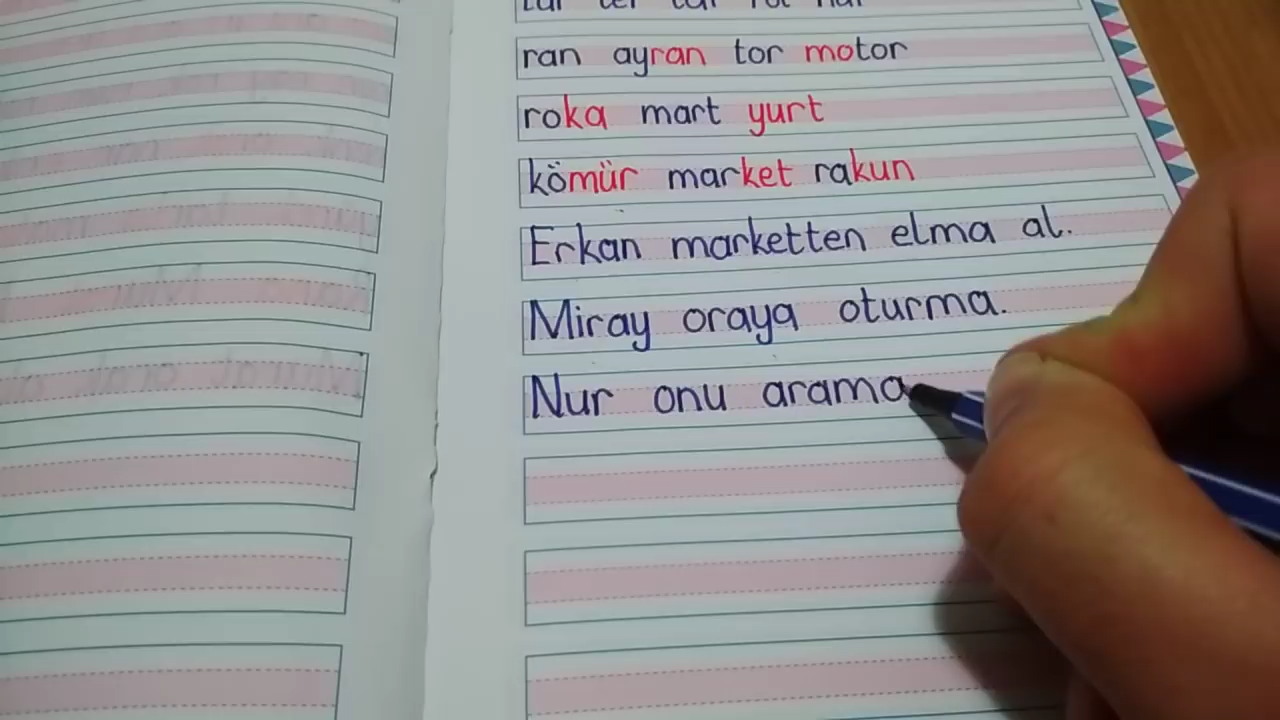 ran ayran tor motor
roka mart yurt
kömür market rakun
Erkan marketten elma al.
Miray oraya oturma.
Nur onu arama